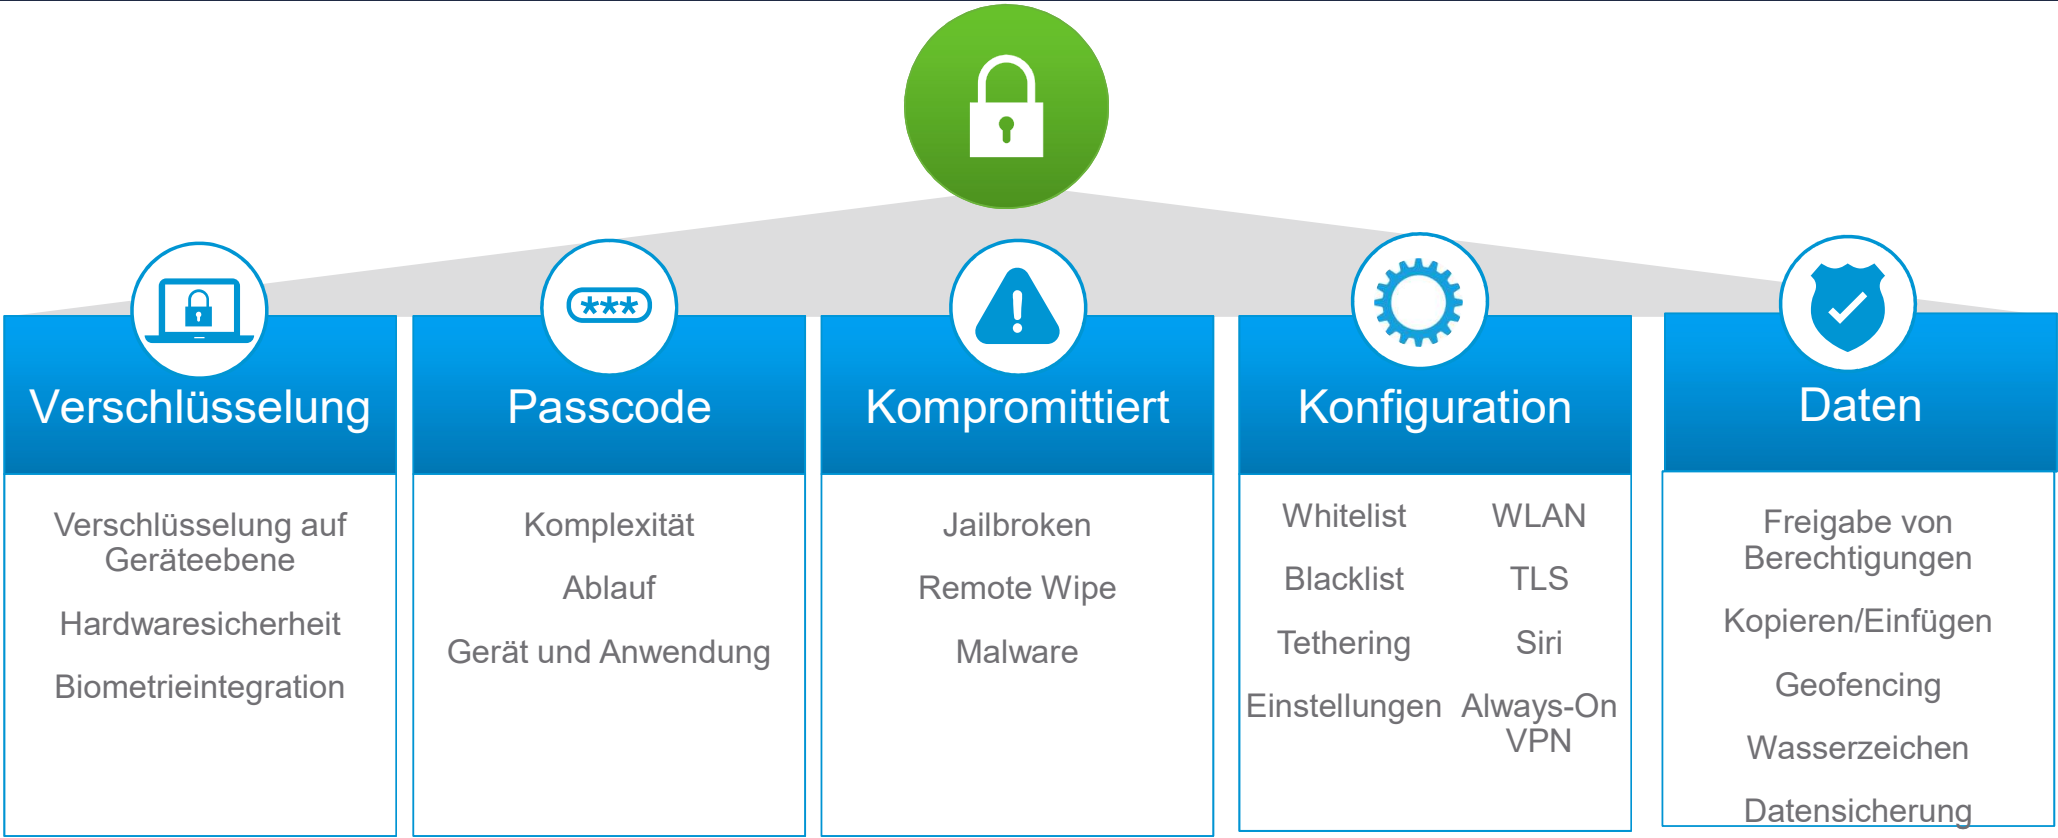 ***
Verschlüsselung
Verschlüsselung auf
Geräteebene
Hardwaresicherheit
Biometrieintegration
Passcode
Komplexität
Ablauf
Gerät und Anwendung
Kompromittiert
Jailbroken
Remote Wipe
Malware
Konfiguration
Whitelist
Blacklist
Tethering
Einstellungen
WLAN
TLS
Siri
Always-On
VPN
Daten
Freigabe von
Berechtigungen
Kopieren/Einfügen
Geofencing
Wasserzeichen
Datensicherung